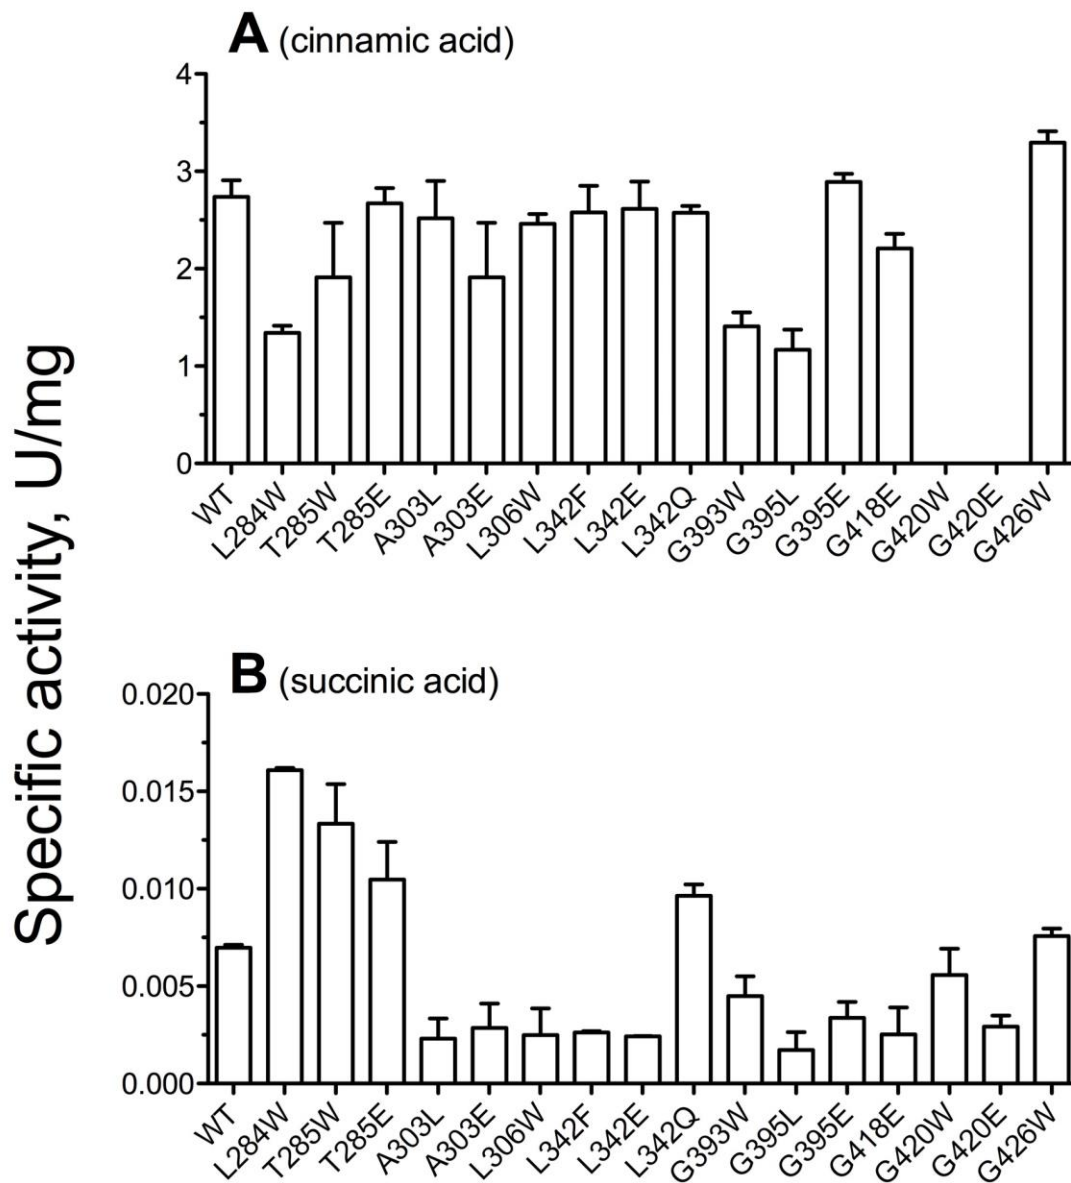 Specific activity, U/mg
A (cinnamic acid)
4
3
2
1
0
WT
L284W
T285W
T285E
A303L
A303E
L306W
L342F
L342E
L342Q
G393W
G395L
G395E
G418E
G420W
G420E
G426W
B (succinic acid)
0.020
0.015
0.010
0.005
0.000
WT
L284W
T285W
T285E
A303L
A303E
L306W
L342F
L342E
L342Q
G393W
G395L
G395E
G418E
G420W
G420E
G426W